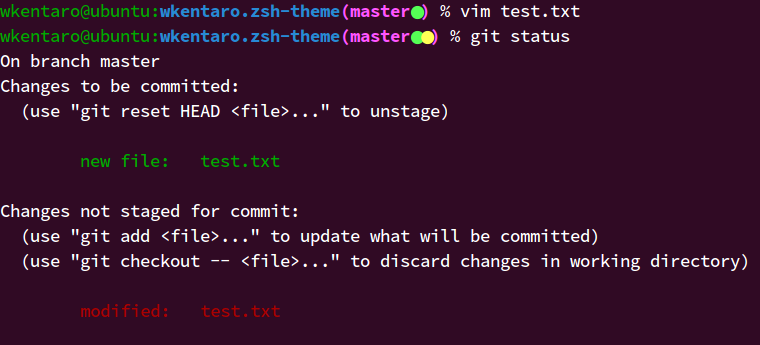 wkentaro@ubuntu:wkentaro.zsh-theme(master●) % vim test.txt
wkentaro@ubuntu:wkentaro.zsh-theme(master●●) % git status
On branch master
Changes to be committed:
  (use "git reset HEAD <file>..." to unstage)

        new file:   test.txt

Changes not staged for commit:
  (use "git add <file>..." to update what will be committed)
  (use "git checkout -- <file>..." to discard changes in working directory)

        modified:   test.txt